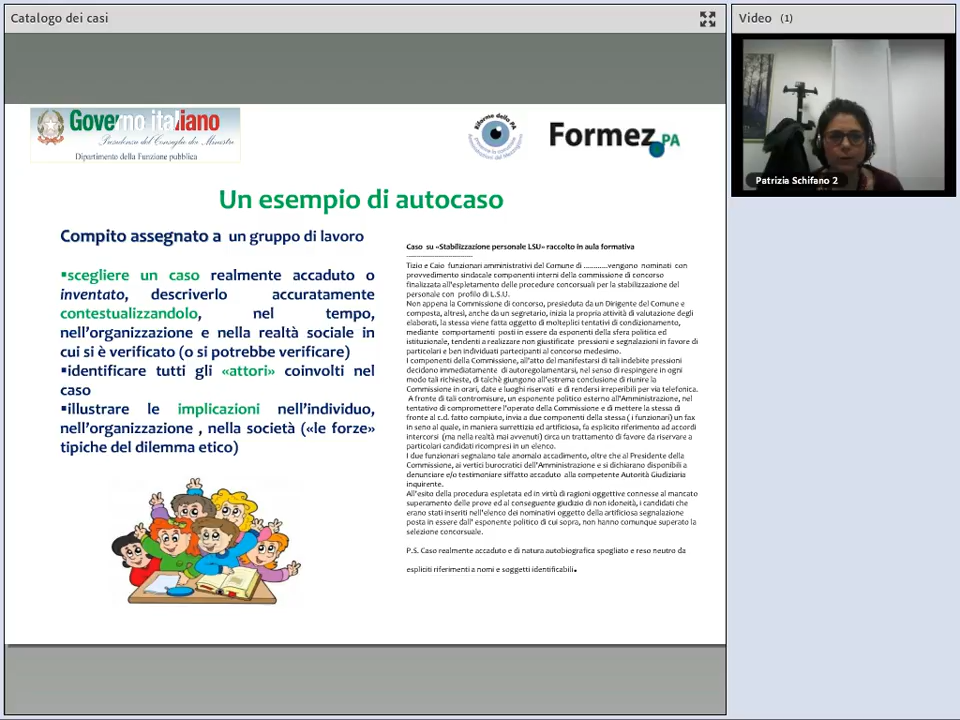 Catalogo dei casi
Video (1)
Patrizia Schifano 2
Governo italiano
Presidenza del Consiglio dei Ministri
Dipartimento della Funzione pubblica
Riforma della PA
Formez PA
Un esempio di autocaso
Compito assegnato a un gruppo di lavoro
▪scegliere un caso realmente accaduto o
inventato, descriverlo accuratamente
contestualizzandolo, nel tempo,
nell'organizzazione e nella realtà sociale in
cui si è verificato (o si potrebbe verificare)
▪identificare tutti gli «attori» coinvolti nel
caso
▪illustrare le implicazioni nell'individuo,
nell'organizzazione , nella società («le forze»
tipiche del dilemma etico)
Caso su «Stabilizzazione personale LSU» raccolto in aula formativa
------------------------
Tizio e Caio funzionari amministrativi del Comune di ............vengono nominati con
provvedimento sindacale componenti interni della commissione di concorso
finalizzata all'espletamento delle procedure concorsuali per la stabilizzazione del
personale con profilo di L.S.U.
Non appena la Commissione di concorso, presieduta da un Dirigente del Comune e
composta, altresì, anche da un segretario, inizia la propria attività di valutazione degli
elaborati, la stessa viene fatta oggetto di molteplici tentativi di condizionamento,
mediante comportamenti posti in essere da esponenti della sfera politica ed
istituzionale, tendenti a realizzare non giustificate pressioni e segnalazioni in favore di
particolari e ben individuati partecipanti al concorso medesimo.
I componenti della Commissione, all'atto del manifestarsi di tali indebite pressioni
decidono immediatamente di autoregolamentarsi, nel senso di respingere in ogni
modo tali richieste, di talchè giungono all'estrema conclusione di riunire la
Commissione in orari, date e luoghi riservati e di rendersi irreperibili per via telefonica.
A fronte di tali contromisure, un esponente politico esterno all'Amministrazione, nel
tentativo di compromettere l'operato della Commissione e di mettere la stessa di
fronte al c.d. fatto compiuto, invia a due componenti della stessa ( i funzionari) un fax
in seno al quale, in maniera surrettizia ed artificiosa, fa esplicito riferimento ad accordi
intercorsi (ma nella realtà mai avvenuti) circa un trattamento di favore da riservare a
particolari candidati ricompresi in un elenco.
I due funzionari segnalano tale anomalo accadimento, oltre che al Presidente della
Commissione, ai vertici burocratici dell'Amministrazione e si dichiarano disponibili a
denunciare e/o testimoniare siffatto accaduto alla competente Autorità Giudiziaria
inquirente.
All'esito della procedura espletata ed in virtù di ragioni oggettive connesse al mancato
superamento delle prove ed al conseguente giudizio di non idoneità, i candidati che
erano stati inseriti nell'elenco dei nominativi oggetto della artificiosa segnalazione
posta in essere dall' esponente politico di cui sopra, non hanno comunque superato la
selezione concorsuale.
P.S. Caso realmente accaduto e di natura autobiografica spogliato e reso neutro da
espliciti riferimenti a nomi e soggetti identificabili.